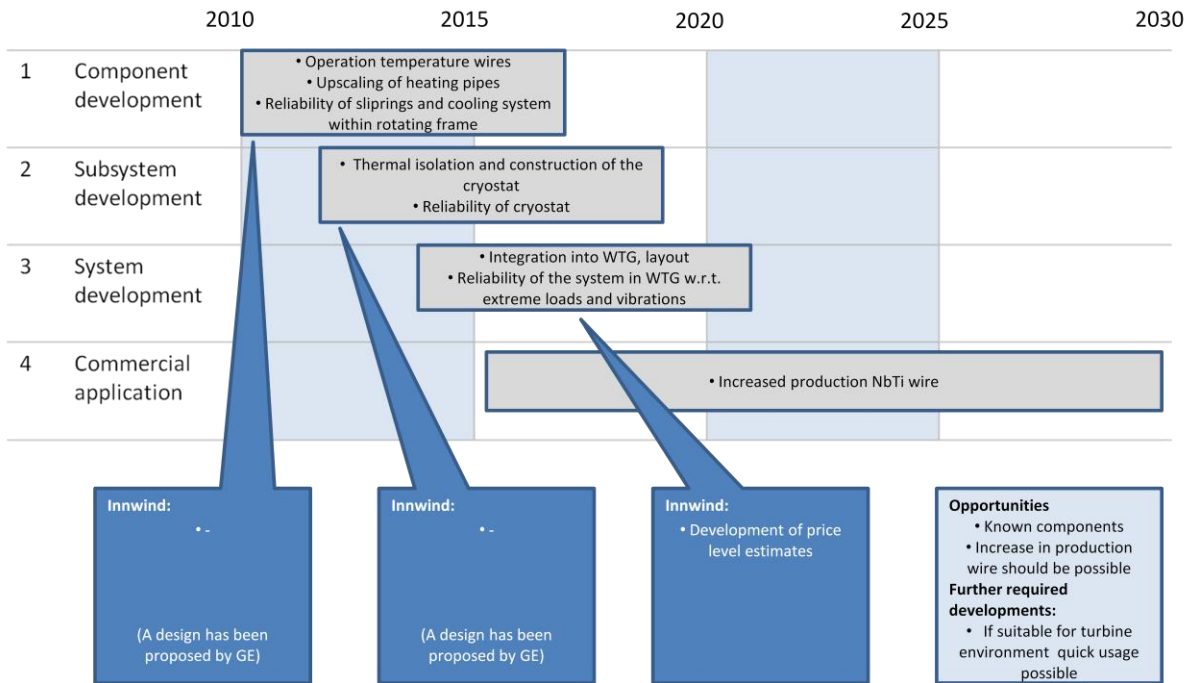 2010 2015 2020 2025 2030
1 Component
development
• Operation temperature wires
• Upscaling of heating pipes
• Reliability of sliprings and cooling system
within rotating frame
2 Subsystem
development
• Thermal isolation and construction of the
cryostat
• Reliability of cryostat
3 System
development
• Integration into WTG, layout
• Reliability of the system in WTG w.r.t.
extreme loads and vibrations
4 Commercial
application
• Increased production NbTi wire
Innwind:
• -
(A design has been
proposed by GE)
Innwind:
• -
(A design has been
proposed by GE)
Innwind:
• Development of price
level estimates
Opportunities
• Known components
• Increase in production
wire should be possible
Further required
developments:
• If suitable for turbine
environment quick usage
possible